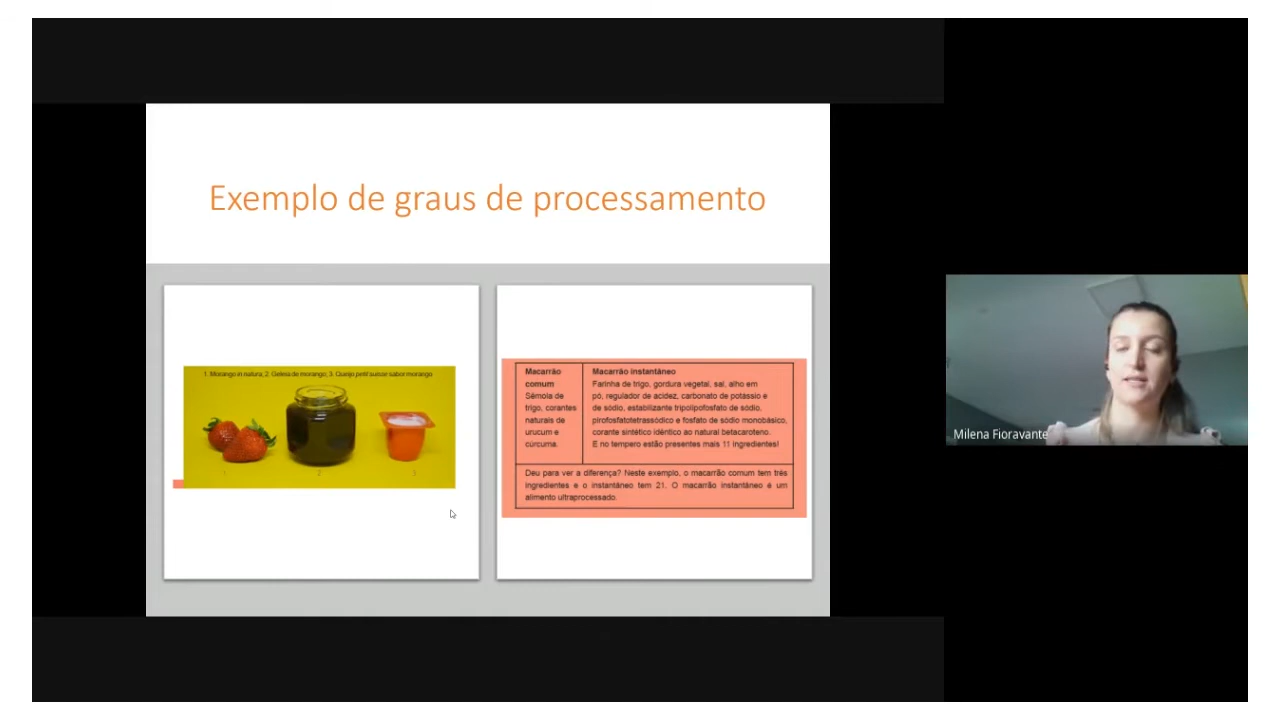 Exemplo de graus de processamento
1. Morango in natura; 2. Geleia de morango; 3. Queijo petit suisse sabor morango
1 2 3
Macarrão
comum
Sêmola de
trigo, corantes
naturais de
urucum e
cúrcuma.
Macarrão instantâneo
Farinha de trigo, gordura vegetal, sal, alho em
pó, regulador de acidez, carbonato de potássio e
de sódio, estabilizante tripolipofosfato de sódio,
pirofosfatotetrassódico e fosfato de sódio monobásico,
corante sintético idêntico ao natural betacaroteno.
E no tempero estão presentes mais 11 ingredientes!
Deu para ver a diferença? Neste exemplo, o macarrão comum tem três
ingredientes e o instantâneo tem 21. O macarrão instantâneo é um
alimento ultraprocessado.
Milena Fioravante